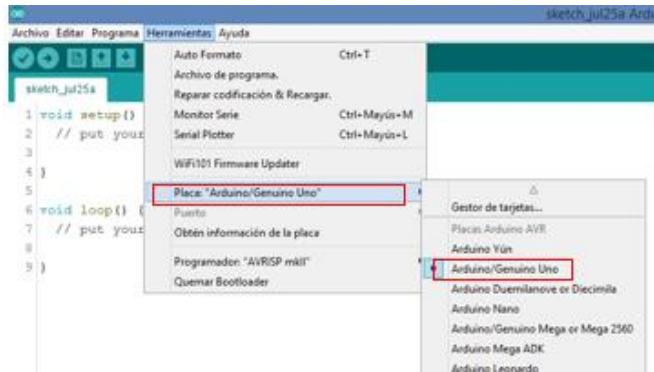 sketch_jul25a Ard
Archivo Editar Programa Herramientas Ayuda
sketch_jul25a
Auto Formato Ctrl+T
Archivo de programa.
Reparar codificación & Recargar.
Monitor Serie Ctrl+Mayús+M
Serial Plotter Ctrl+Mayús+L
WiFi101 Firmware Updater
Placa: "Arduino/Genuino Uno"
Puerto
Obtén información de la placa
Programador: "AVRISP mkII"
Quemar Bootloader
Gestor de tarjetas...
Placas Arduino AVR
Arduino Yún
Arduino/Genuino Uno
Arduino Duemilanove or Diecimila
Arduino Nano
Arduino/Genuino Mega or Mega 2560
Arduino Mega ADK
Arduino Leonardo
1 void setup()
2 // put your
3
4 }
5
6 void loop() {
7 // put your
8
9 }